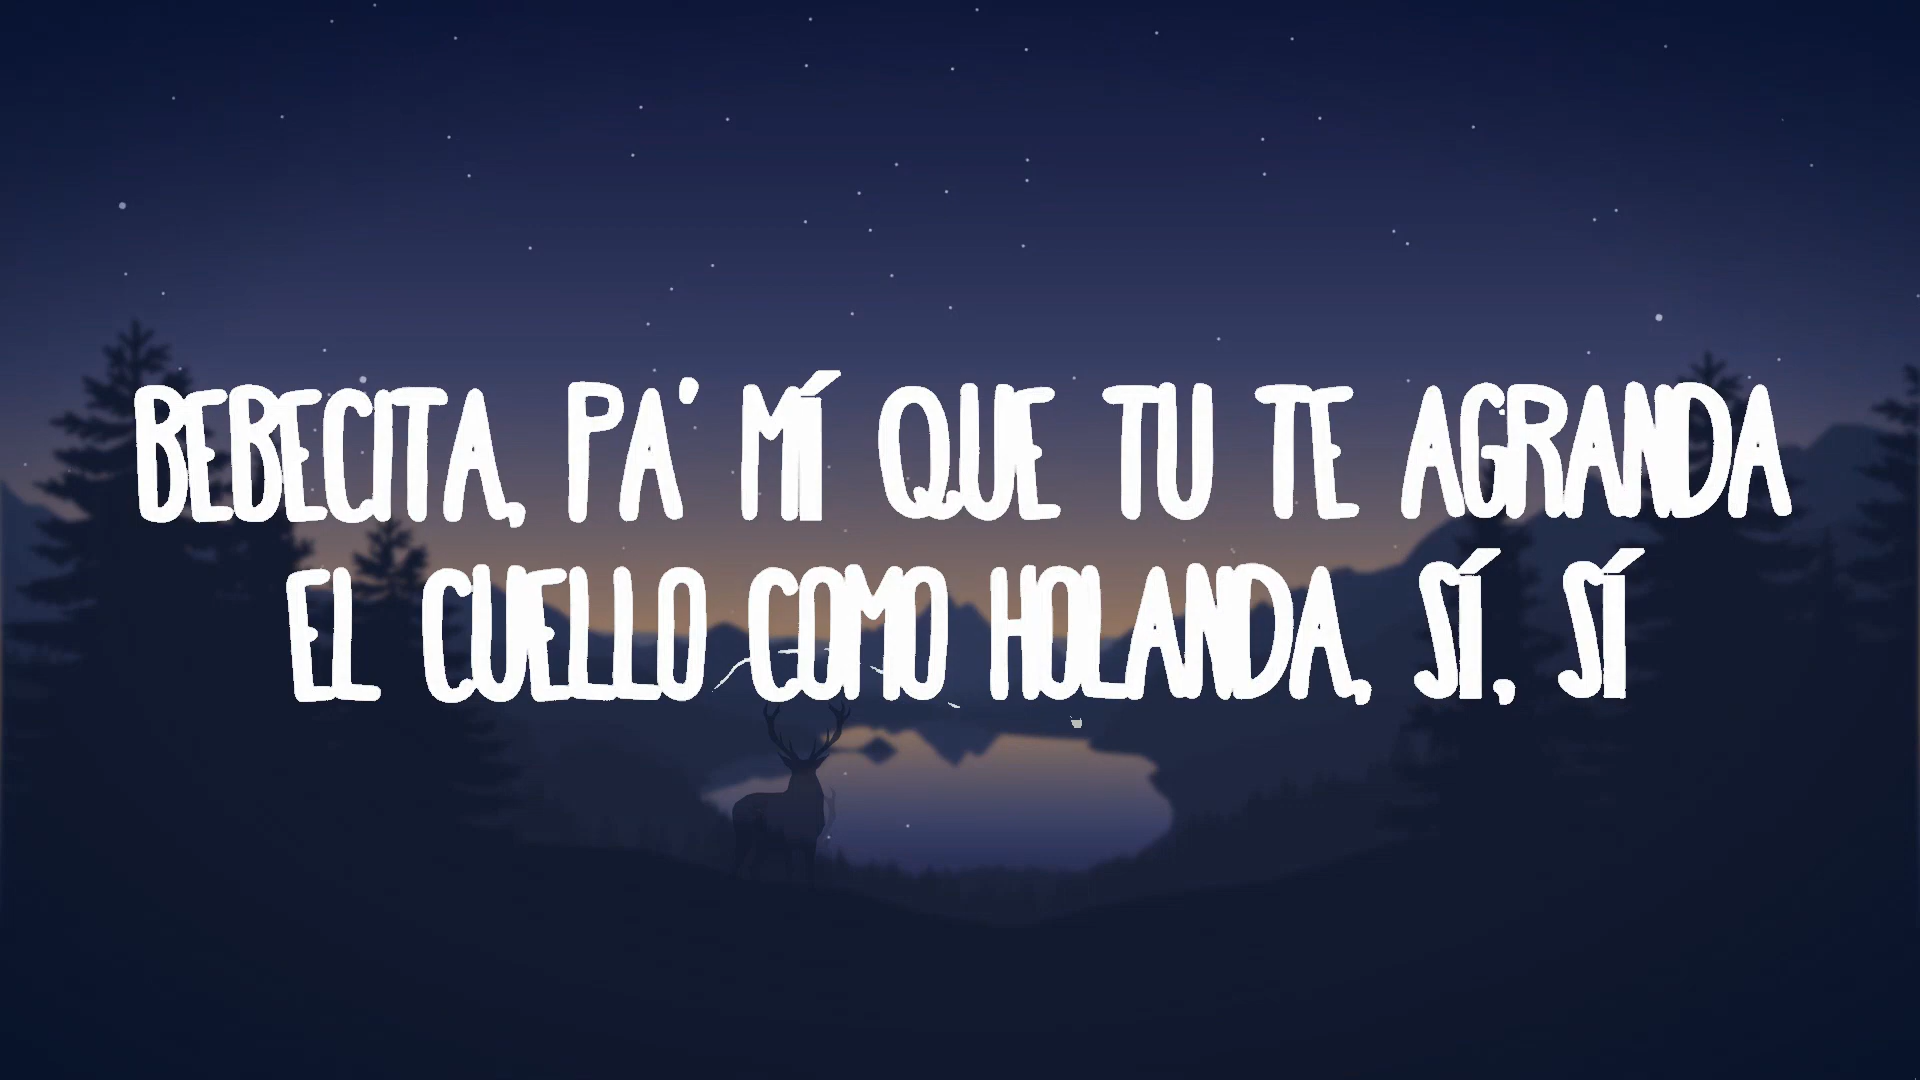 BEBECITA, PA' MÍ QUE TU TE AGRANDA
EL CUELLO COMO HOLANDA, SÍ, SÍ